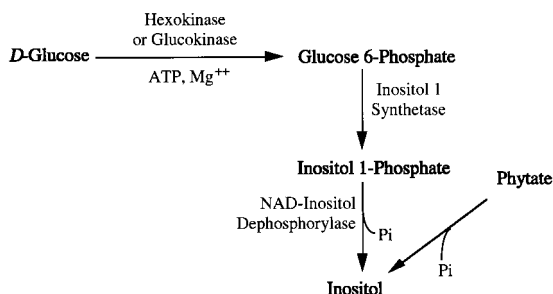 Hexokinase
or Glucokinase
D-Glucose
Glucose 6-Phosphate
ATP, Mg++
Inositol 1
Synthetase
Inositol 1-Phosphate
Phytate
NAD-Inositol
Dephosphorylase
Pi
Pi
Inositol